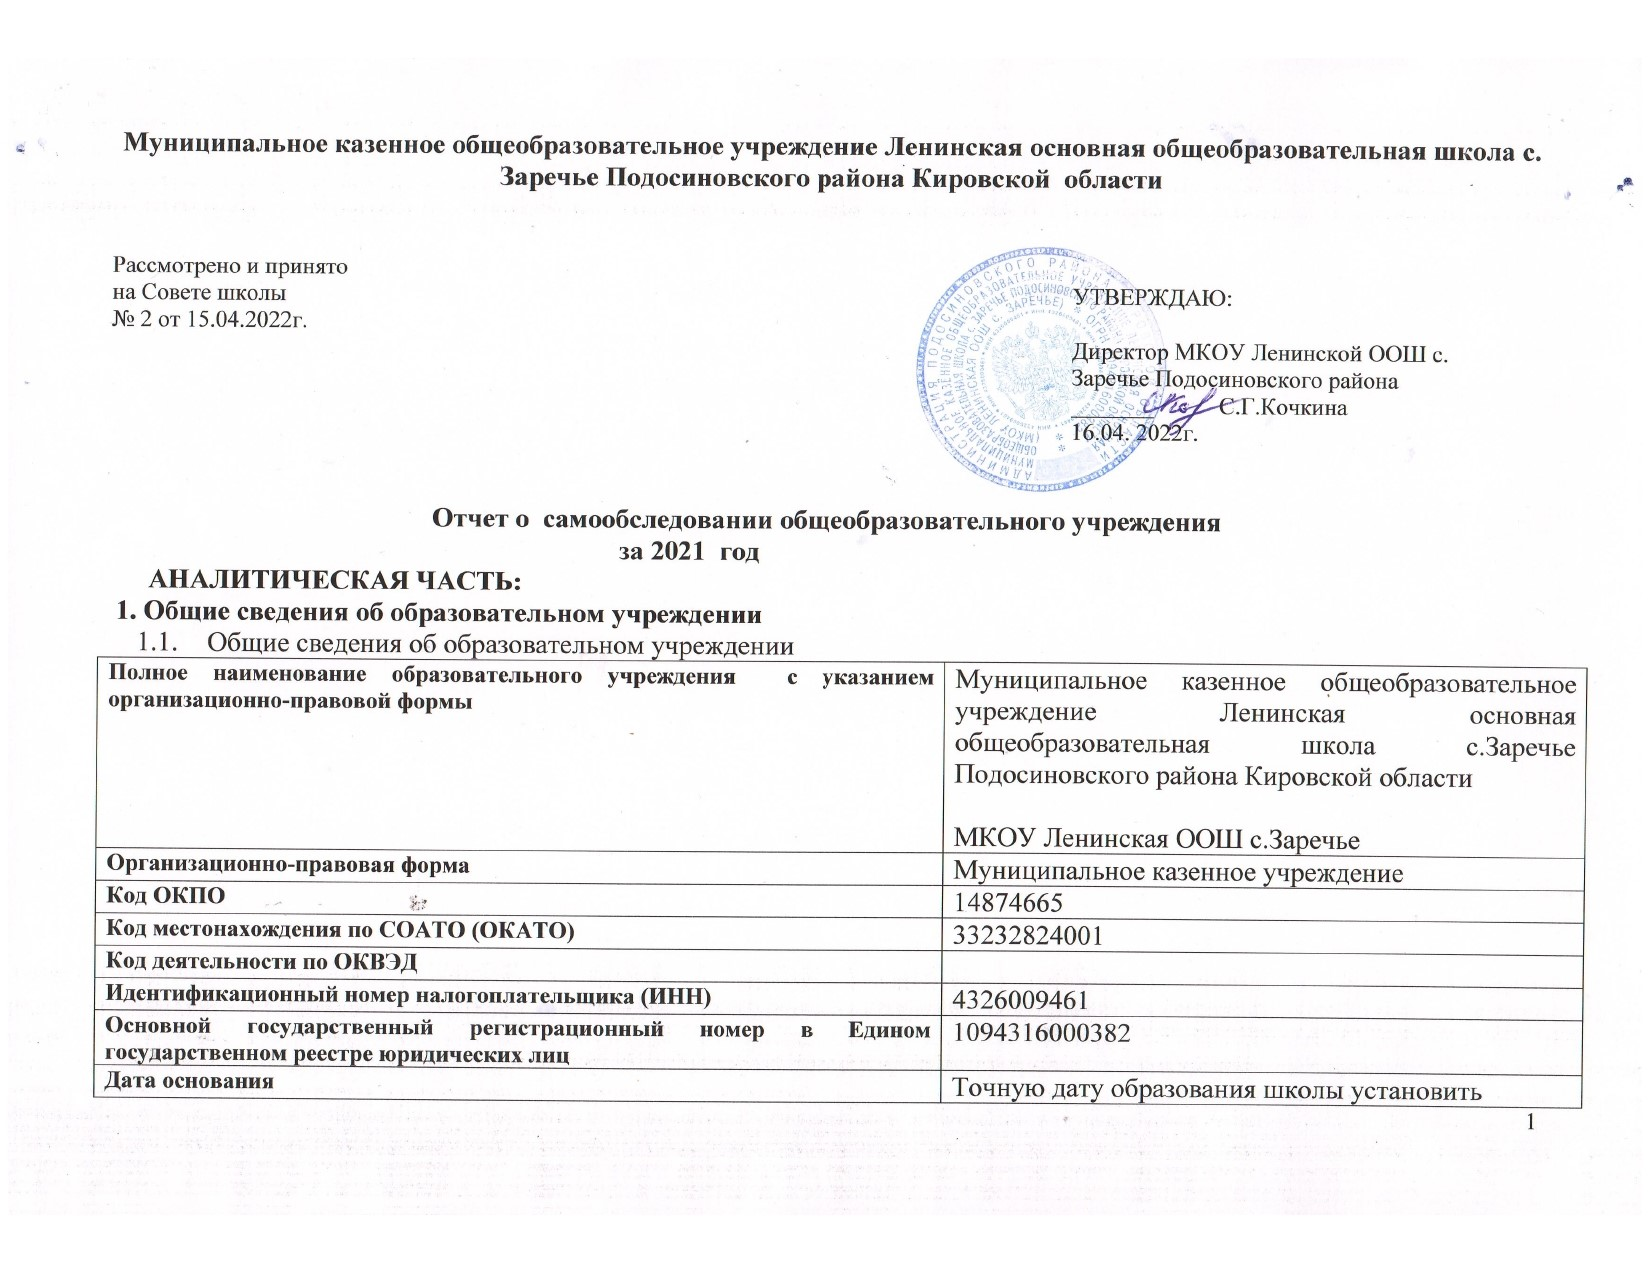 Муниципальное казенное общеобразовательное учреждение Ленинская основная общеобразовательная школа с.
Заречье Подосиновского района Кировской области
Рассмотрено и принято
на Совете школы
№ 2 от 15.04.2022г.
УТВЕРЖДАЮ:
Директор МКОУ Ленинской ООШ с.
Заречье Подосиновского района
С.Г.Кочкина
16.04. 2022г.
Отчет о самообследовании общеобразовательного учреждения
за 2021 год
АНАЛИТИЧЕСКАЯ ЧАСТЬ:
1. Общие сведения об образовательном учреждении
1.1. Общие сведения об образовательном учреждении
Полное наименование образовательного учреждения с указанием
организационно-правовой формы
Муниципальное казенное общеобразовательное
учреждение Ленинская основная
общеобразовательная школа с.Заречье
Подосиновского района Кировской области
МКОУ Ленинская ООШ с.Заречье
Организационно-правовая форма
Муниципальное казенное учреждение
Код ОКПО
14874665
Код местонахождения по СОАТО (ОКАТО)
33232824001
Код деятельности по ОКВЭД
Идентификационный номер налогоплательщика (ИНН)
4326009461
Основной государственный регистрационный номер в Едином
государственном реестре юридических лиц
1094316000382
Дата основания
Точную дату образования школы установить
1